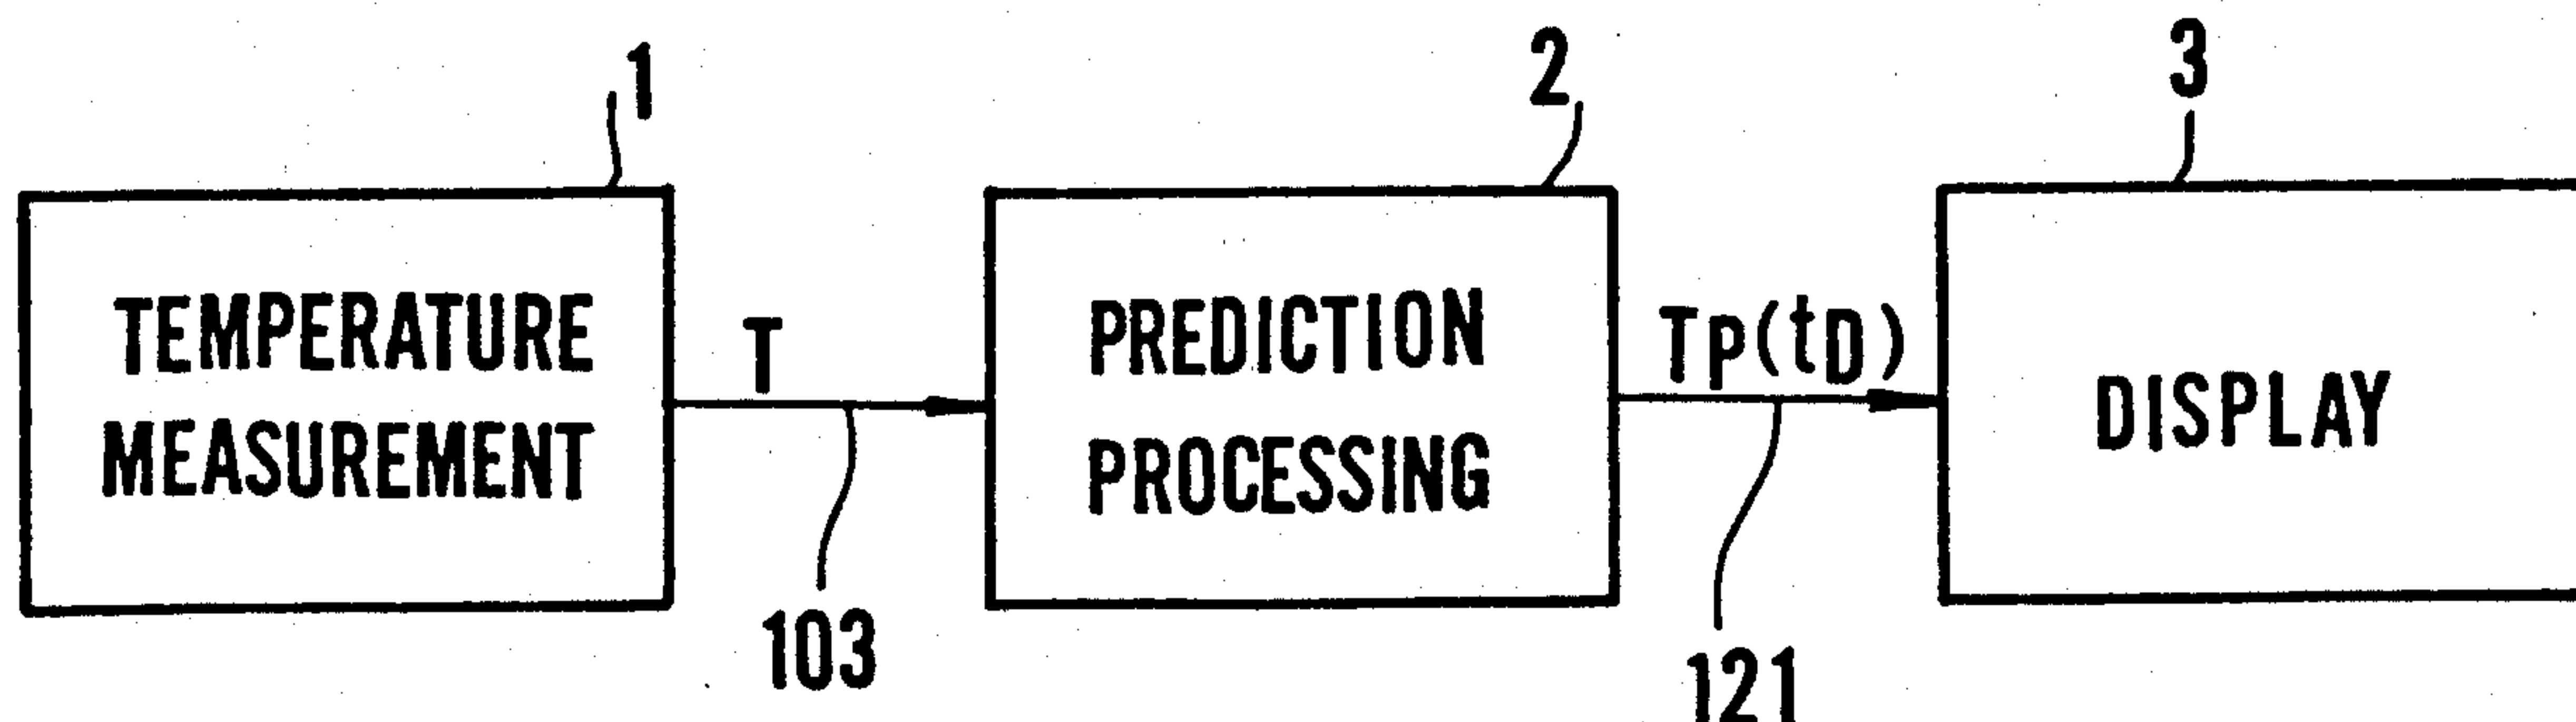 1
2
3
TEMPERATURE
MEASUREMENT
T
PREDICTION
PROCESSING
TP(tD)
DISPLAY
103
121